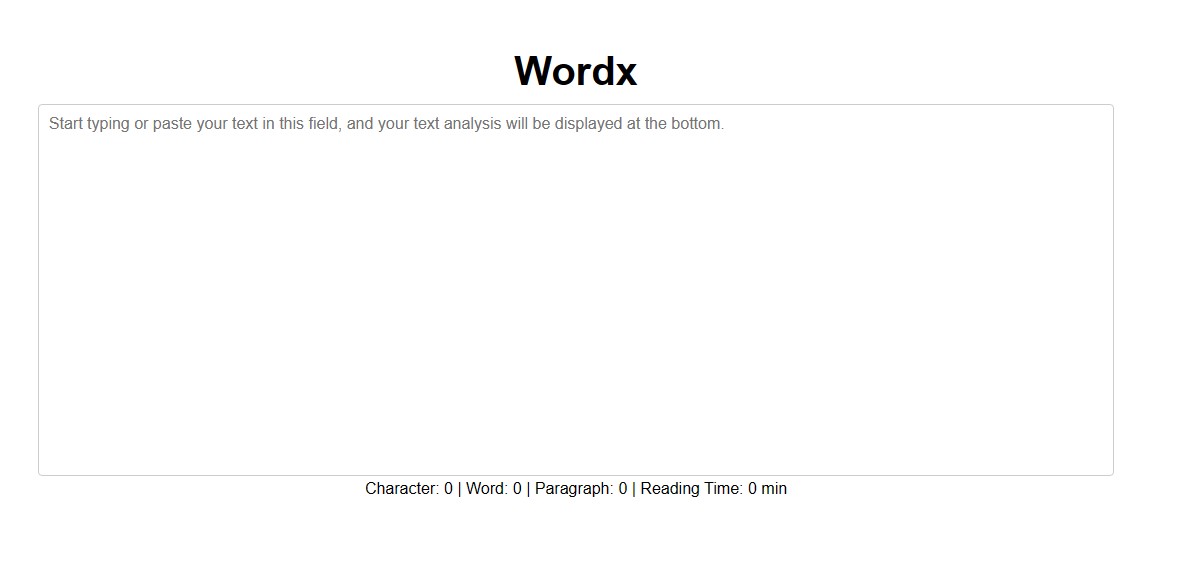 Wordx
Start typing or paste your text in this field, and your text analysis will be displayed at the bottom.
Character: 0 | Word: 0 | Paragraph: 0 | Reading Time: 0 min